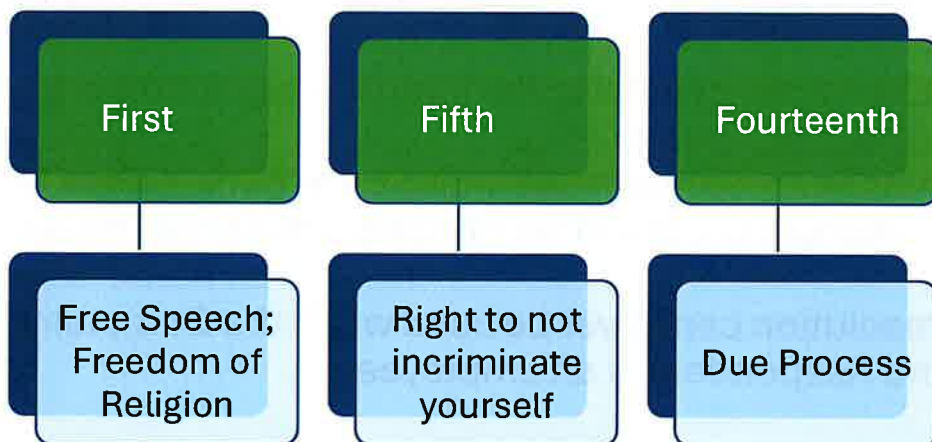 First
Fifth
Fourteenth
Free Speech;
Freedom of
Religion
Right to not
incriminate
yourself
Due Process